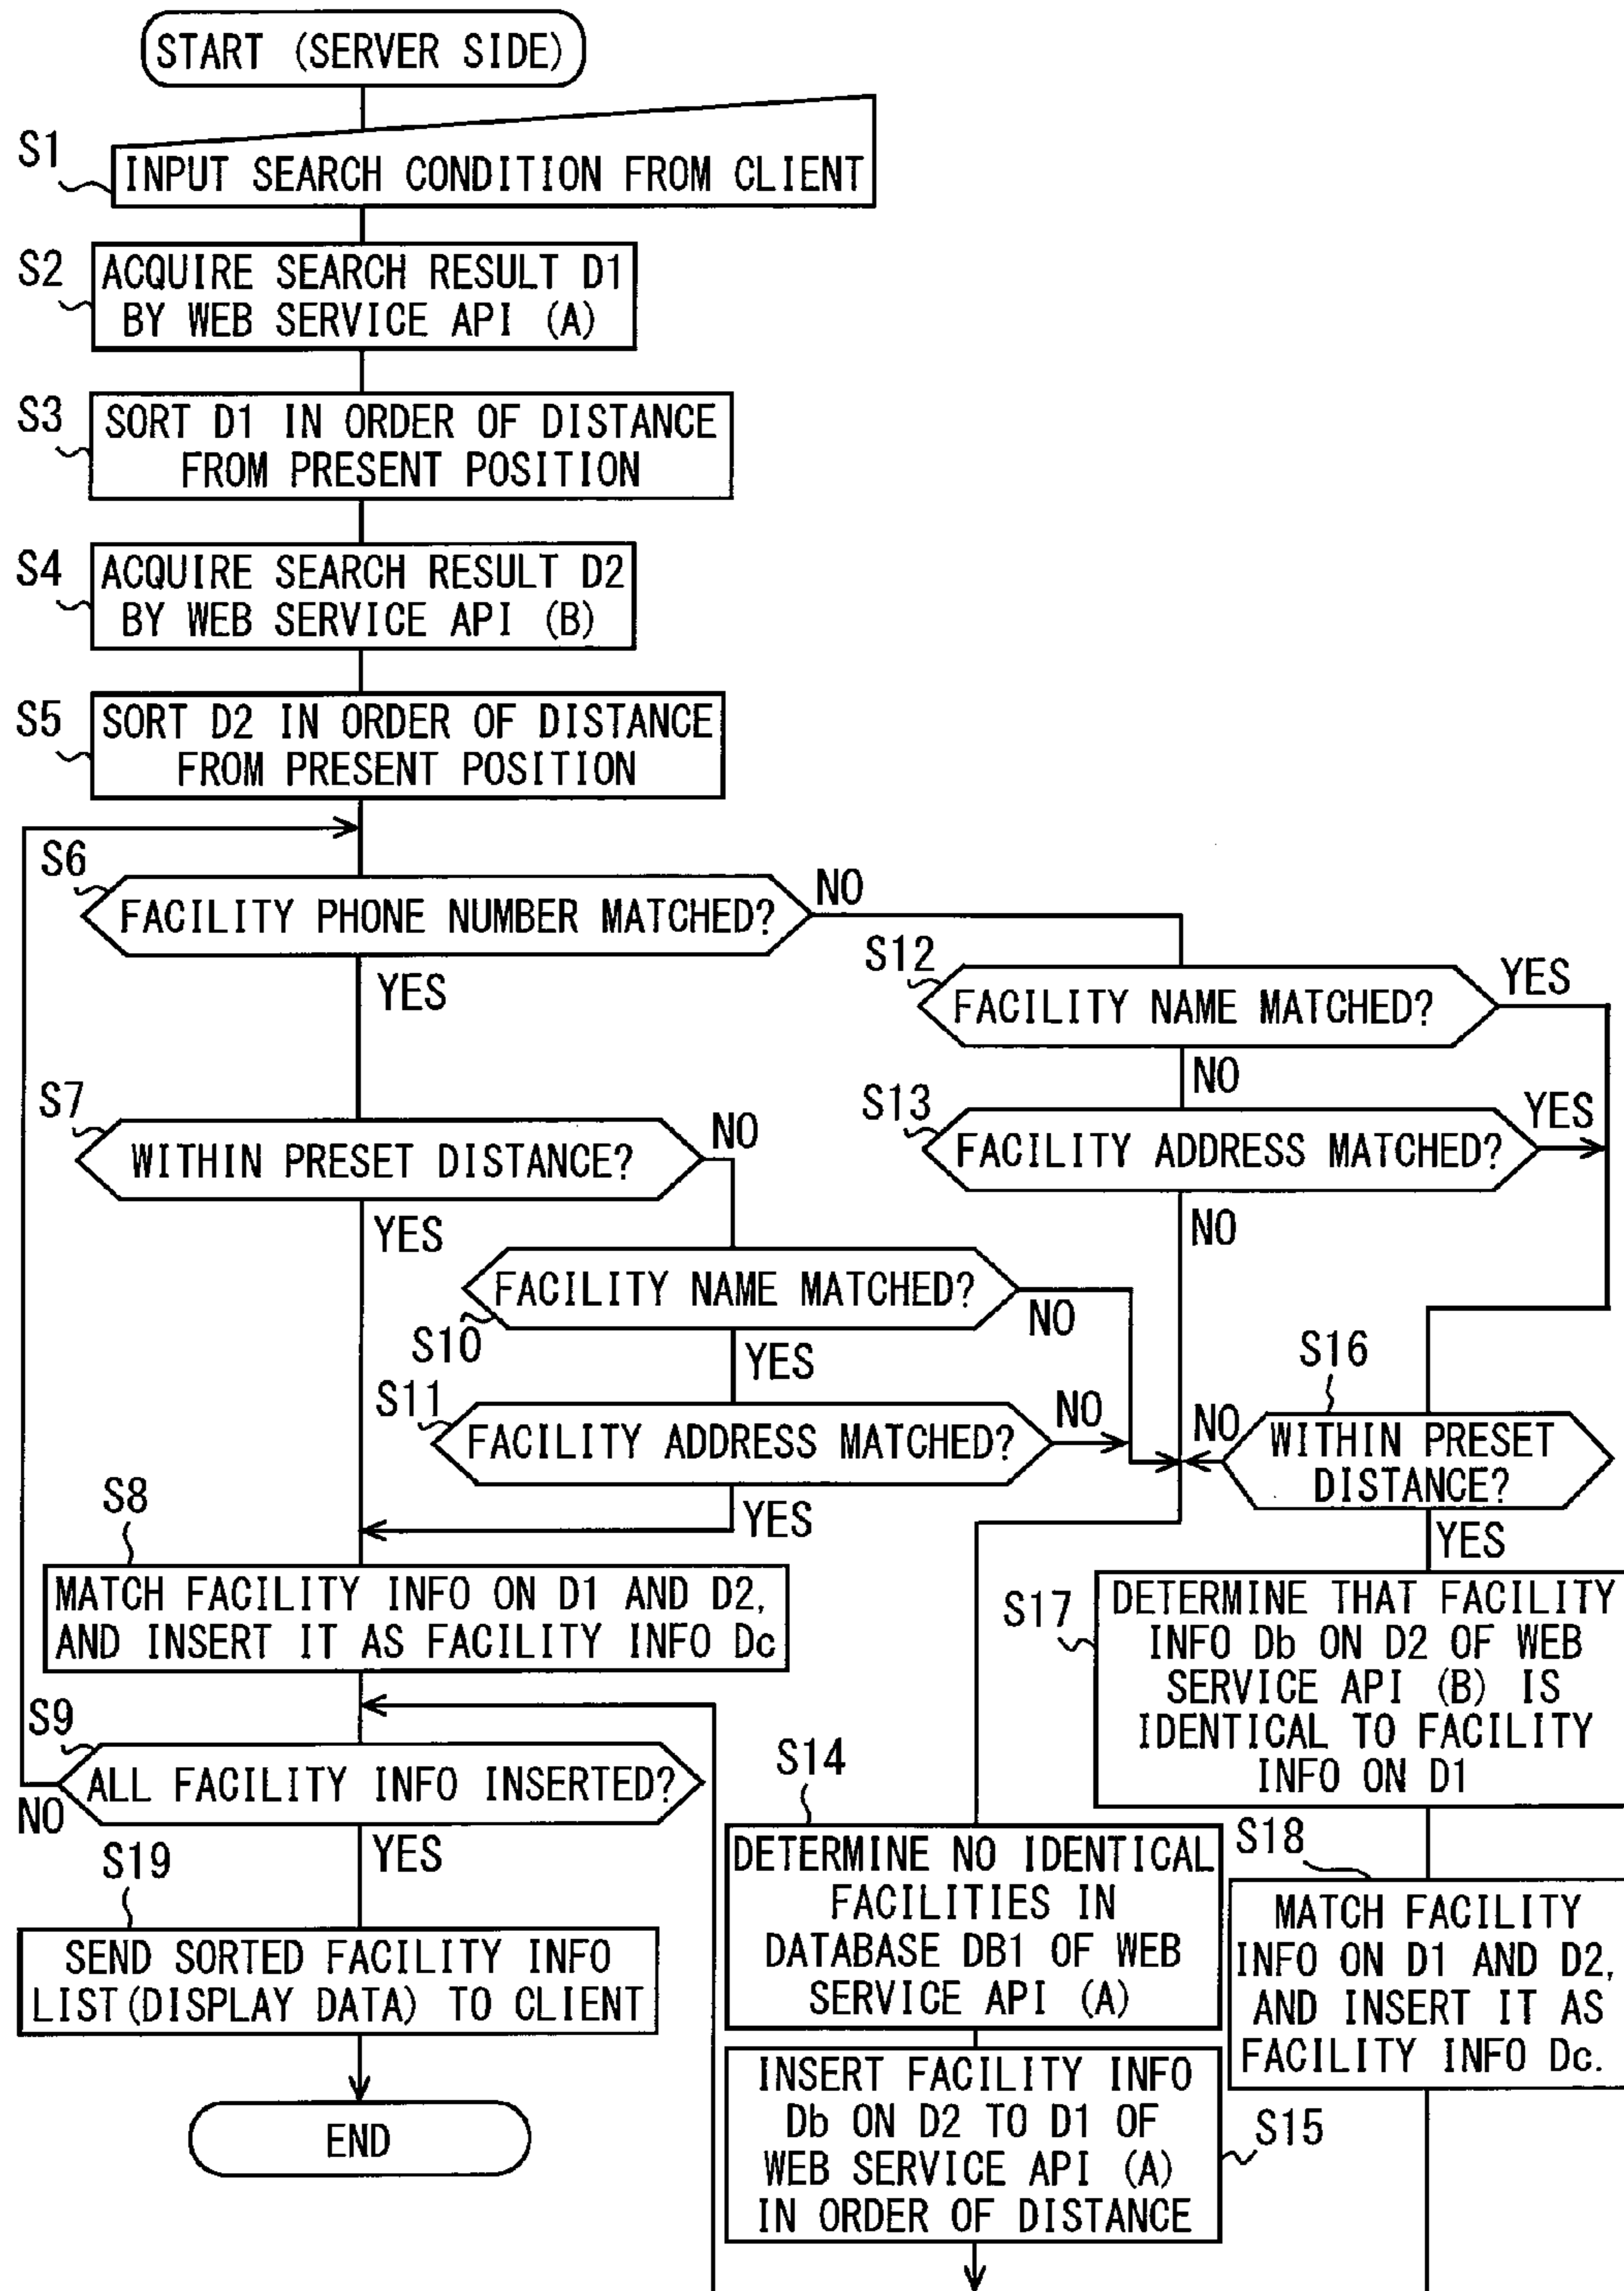 START (SERVER SIDE)
S1
INPUT SEARCH CONDITION FROM CLIENT
S2
ACQUIRE SEARCH RESULT D1
BY WEB SERVICE API (A)
S3
SORT D1 IN ORDER OF DISTANCE
FROM PRESENT POSITION
S4
ACQUIRE SEARCH RESULT D2
BY WEB SERVICE API (B)
S5
SORT D2 IN ORDER OF DISTANCE
FROM PRESENT POSITION
S6
FACILITY PHONE NUMBER MATCHED?
NO
YES
S12
FACILITY NAME MATCHED?
YES
NO
S13
FACILITY ADDRESS MATCHED?
YES
NO
S7
WITHIN PRESET DISTANCE?
NO
YES
FACILITY NAME MATCHED?
S10
NO
YES
S11
FACILITY ADDRESS MATCHED?
NO
YES
S16
NO
WITHIN PRESET
DISTANCE?
YES
S8
MATCH FACILITY INFO ON D1 AND D2,
AND INSERT IT AS FACILITY INFO Dc
S17
DETERMINE THAT FACILITY
INFO Db ON D2 OF WEB
SERVICE API (B) IS
IDENTICAL TO FACILITY
INFO ON D1
S9
ALL FACILITY INFO INSERTED?
NO
YES
S14
DETERMINE NO IDENTICAL
FACILITIES IN
DATABASE DB1 OF WEB
SERVICE API (A)
S18
MATCH FACILITY
INFO ON D1 AND D2,
AND INSERT IT AS
FACILITY INFO Dc.
S19
SEND SORTED FACILITY INFO
LIST(DISPLAY DATA) TO CLIENT
INSERT FACILITY INFO
Db ON D2 TO D1 OF
WEB SERVICE API (A)
IN ORDER OF DISTANCE
S15
END